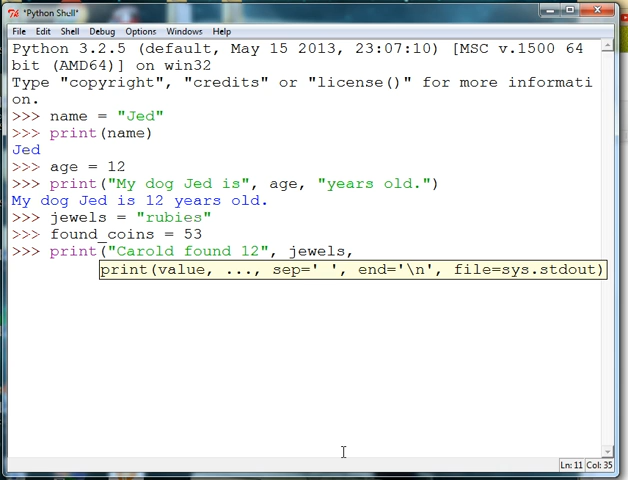 *Python Shell*
File Edit Shell Debug Options Windows Help
Python 3.2.5 (default, May 15 2013, 23:07:10) [MSC v.1500 64
bit (AMD64)] on win32
Type "copyright", "credits" or "license()" for more informati
on.
>>> name = "Jed"
>>> print(name)
Jed
>>> age = 12
>>> print("My dog Jed is", age, "years old.")
My dog Jed is 12 years old.
>>> jewels = "rubies"
>>> found_coins = 53
>>> print("Carold found 12", jewels,
print(value, ..., sep=' ', end='\n', file=sys.stdout)
Ln: 11 Col: 35